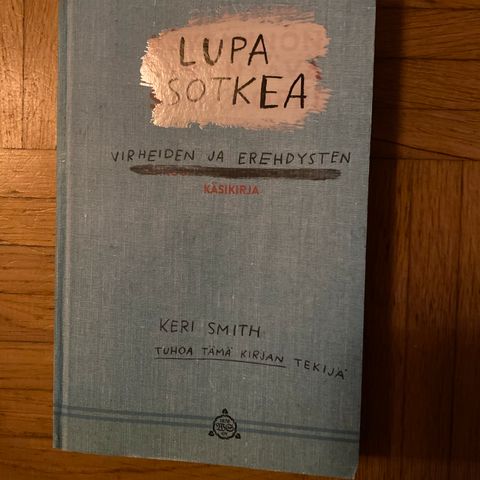 LUPA
SOTKEA
VIRHEIDEN JA EREHDYSTEN
KÄSIKIRJA
KERI SMITH
TUHOA TÄMÄ KIRJAN TEKIJÄ